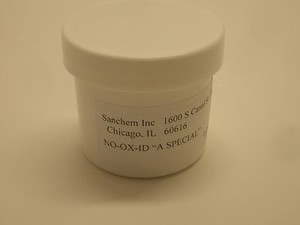 Sanchem Inc 1600 S Canal S
Chicago, IL 60616
NO-OX-ID "A SPECIAL"